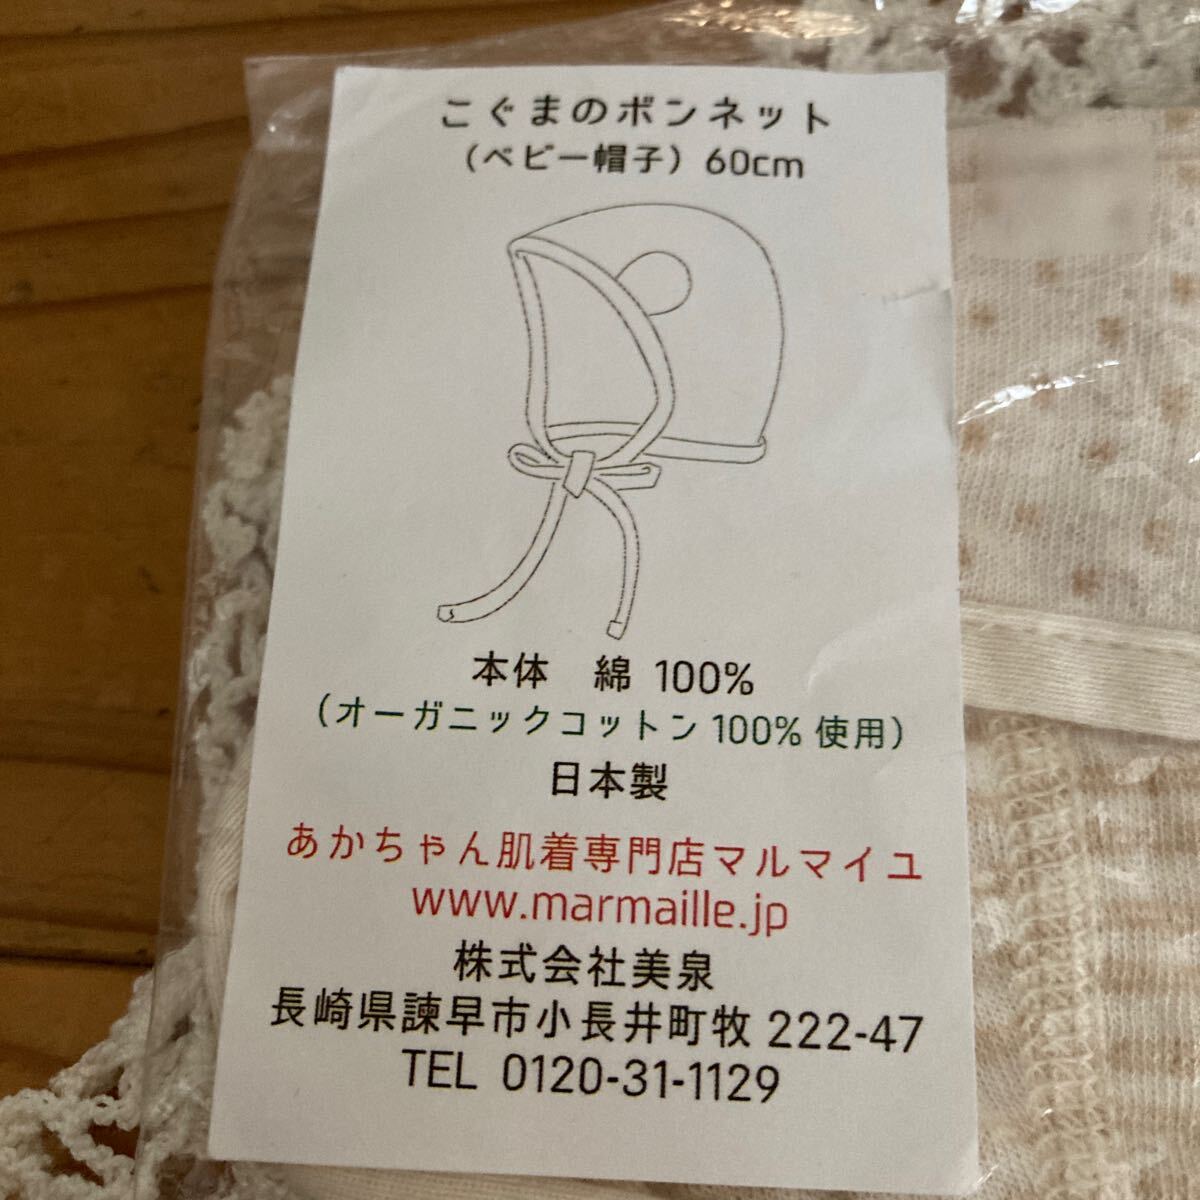 こぐまのボンネット
（ベビー帽子）60cm
本体　綿 100%
（オーガニックコットン 100% 使用）
日本製
あかちゃん肌着専門店マルマイユ
www.marmaille.jp
株式会社美泉
長崎県諫早市小長井町牧 222-47
TEL 0120-31-1129